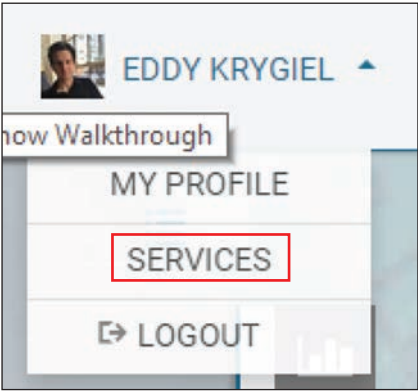 EDDY KRYGIEL
how Walkthrough
MY PROFILE
SERVICES
LOGOUT